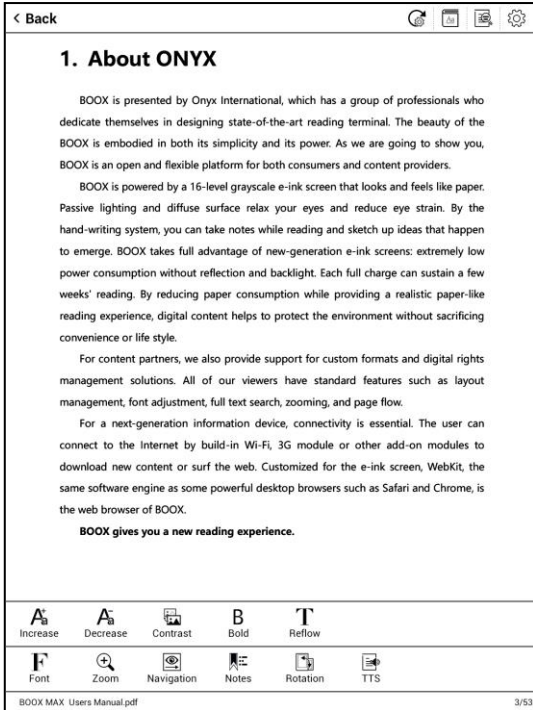 < Back
1. About ONYX
BOOX is presented by Onyx International, which has a group of professionals who
dedicate themselves in designing state-of-the-art reading terminal. The beauty of the
BOOX is embodied in both its simplicity and its power. As we are going to show you,
BOOX is an open and flexible platform for both consumers and content providers.
BOOX is powered by a 16-level grayscale e-ink screen that looks and feels like paper.
Passive lighting and diffuse surface relax your eyes and reduce eye strain. By the
hand-writing system, you can take notes while reading and sketch up ideas that happen
to emerge. BOOX takes full advantage of new-generation e-ink screens: extremely low
power consumption without reflection and backlight. Each full charge can sustain a few
weeks' reading. By reducing paper consumption while providing a realistic paper-like
reading experience, digital content helps to protect the environment without sacrificing
convenience or life style.
For content partners, we also provide support for custom formats and digital rights
management solutions. All of our viewers have standard features such as layout
management, font adjustment, full text search, zooming, and page flow.
For a next-generation information device, connectivity is essential. The user can
connect to the Internet by build-in Wi-Fi, 3G module or other add-on modules to
download new content or surf the web. Customized for the e-ink screen, WebKit, the
same software engine as some powerful desktop browsers such as Safari and Chrome, is
the web browser of BOOX.
BOOX gives you a new reading experience.
Increase Decrease Contrast Bold Reflow
Font Zoom Navigation Notes Rotation TTS
BOOX MAX Users Manual.pdf 3/53